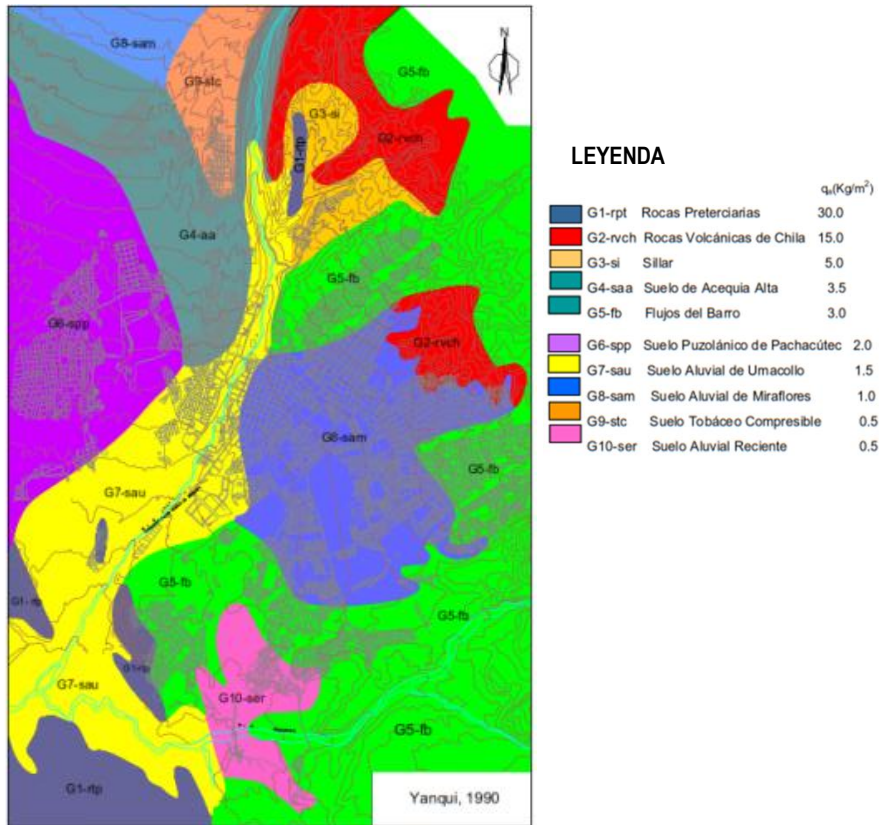 G8-sam
G9-stc
G5-fb
N
G3-si
G2-rvch
G1-rtp
G4-aa
G5-fb
G6-spp
G2-rvch
G8-sam
G5-fb
G7-sau
G5-fb
G1-rtp
G5-fb
G1-rtp
G7-sau
G10-ser
G5-fb
G1-rtp
Yanqui, 1990
LEYENDA
(Kg/m²)
G1-rpt Rocas Preterciarias 30.0
G2-rvch Rocas Volcánicas de Chila 15.0
G3-si Sillar 5.0
G4-saa Suelo de Acequia Alta 3.5
G5-fb Flujos del Barro 3.0
G6-spp Suelo Puzolánico de Pachacútec 2.0
G7-sau Suelo Aluvial de Umacollo 1.5
G8-sam Suelo Aluvial de Miraflores 1.0
G9-stc Suelo Tobáceo Compresible 0.5
G10-ser Suelo Aluvial Reciente 0.5